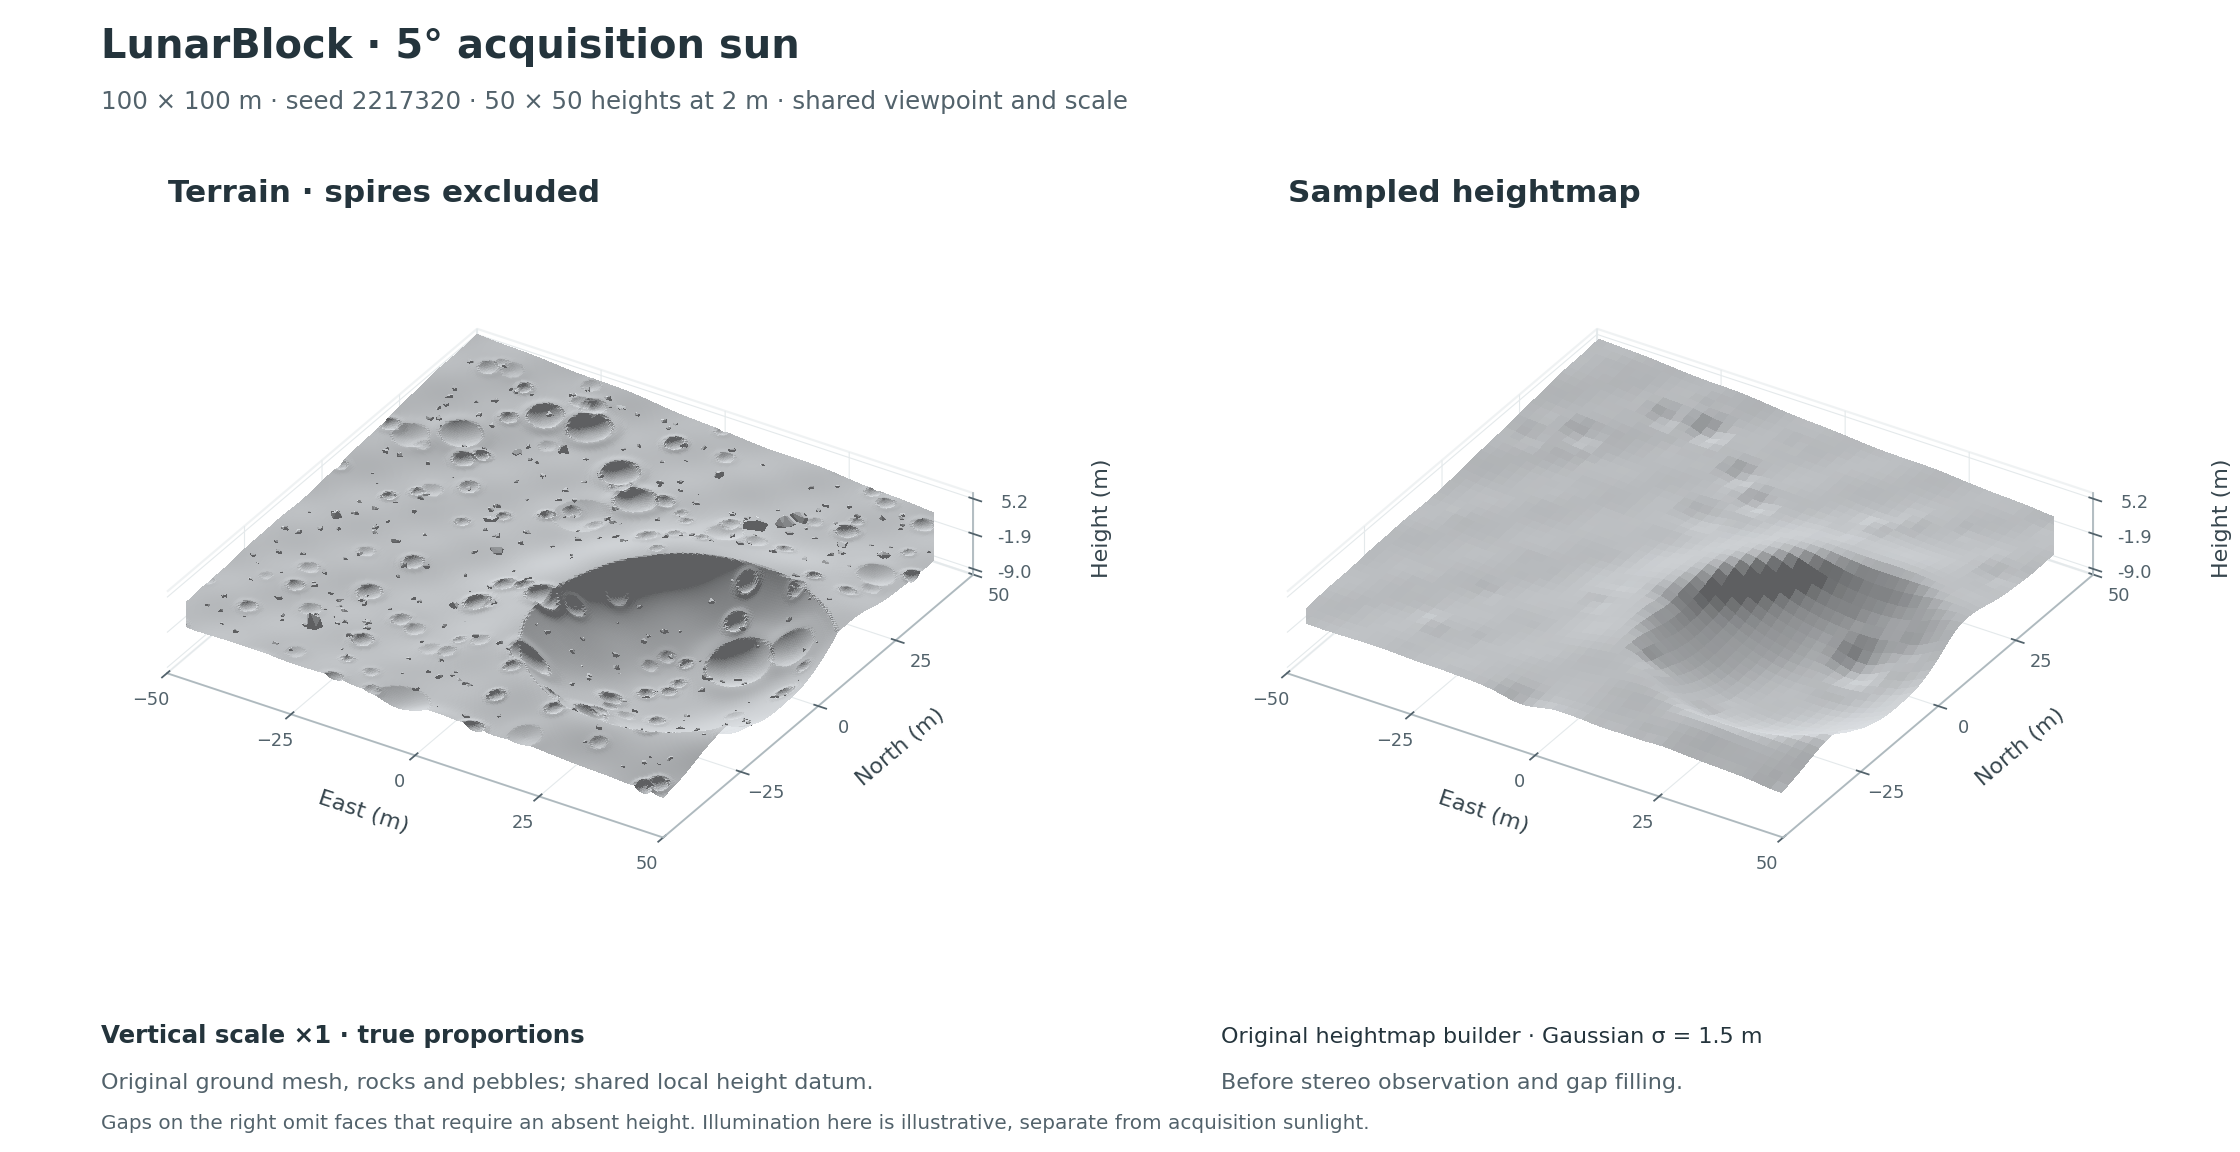 LunarBlock · 5° acquisition sun
100 × 100 m · seed 2217320 · 50 × 50 heights at 2 m · shared viewpoint and scale
Terrain · spires excluded
5.2
-1.9
-9.0
Height (m)
50
25
0
−25
North (m)
−50
−25
0
25
50
East (m)
Sampled heightmap
5.2
-1.9
-9.0
Height (m)
50
25
0
−25
North (m)
−50
−25
0
25
50
East (m)
Vertical scale ×1 · true proportions
Original ground mesh, rocks and pebbles; shared local height datum.
Original heightmap builder · Gaussian σ = 1.5 m
Before stereo observation and gap filling.
Gaps on the right omit faces that require an absent height. Illumination here is illustrative, separate from acquisition sunlight.